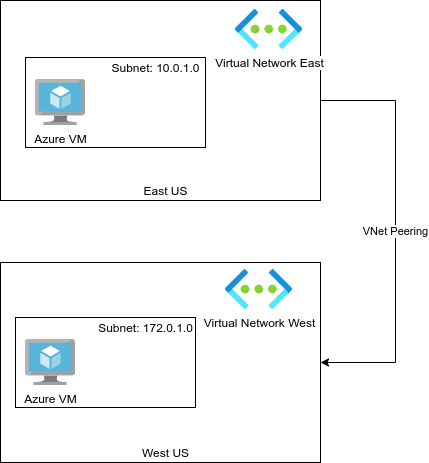 Virtual Network East
Subnet: 10.0.1.0
Azure VM
East US
VNet Peering
Virtual Network West
Subnet: 172.0.1.0
Azure VM
West US